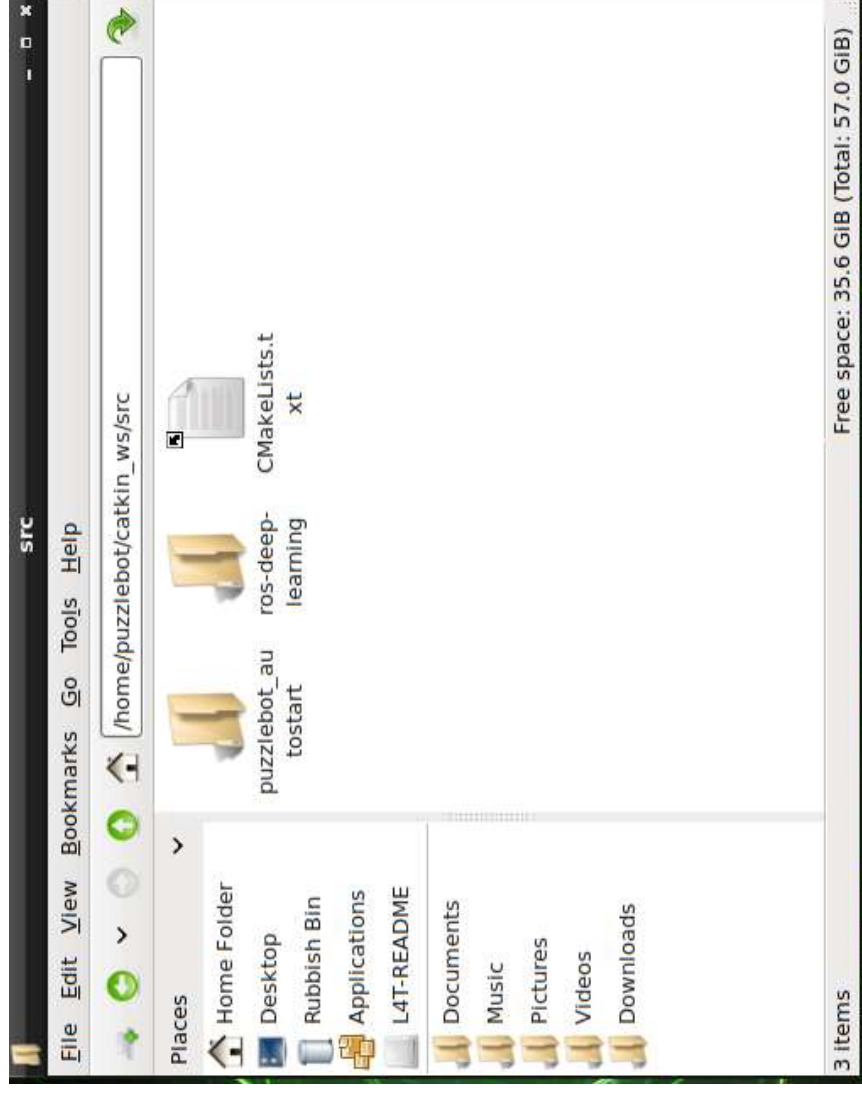 src
File Edit View Bookmarks Go Tools Help
/home/puzzlebot/catkin_ws/src
Places
Home Folder
Desktop
Rubbish Bin
Applications
L4T-README
Documents
Music
Pictures
Videos
Downloads
puzzlebot_au
tostart
ros-deep-
learning
CMakeLists.t
xt
3 items
Free space: 35.6 GiB (Total: 57.0 GiB)